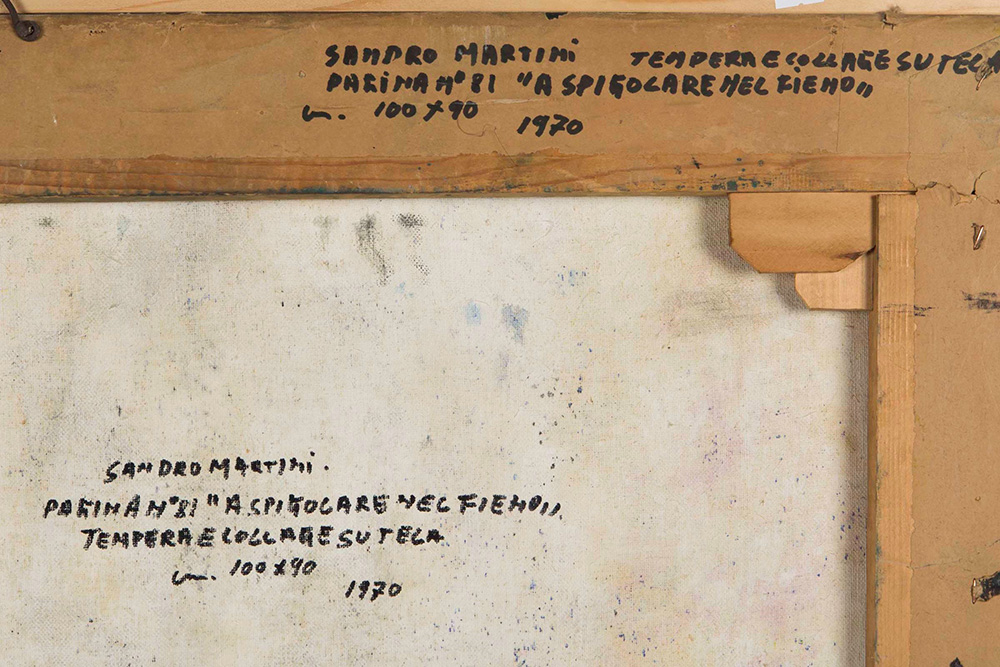 SANDRO MARTINI TEMPERA E COLLAGE SU TELA
PAGINA N° 81 "A SPIGOLARE NEL FIENO"
cm. 100 x 90
1970
SANDRO MARTINI.
PAGINA N° 81 "A SPIGOLARE NEL FIENO"
TEMPERA E COLLAGE SU TELA
cm. 100 x 90
1970